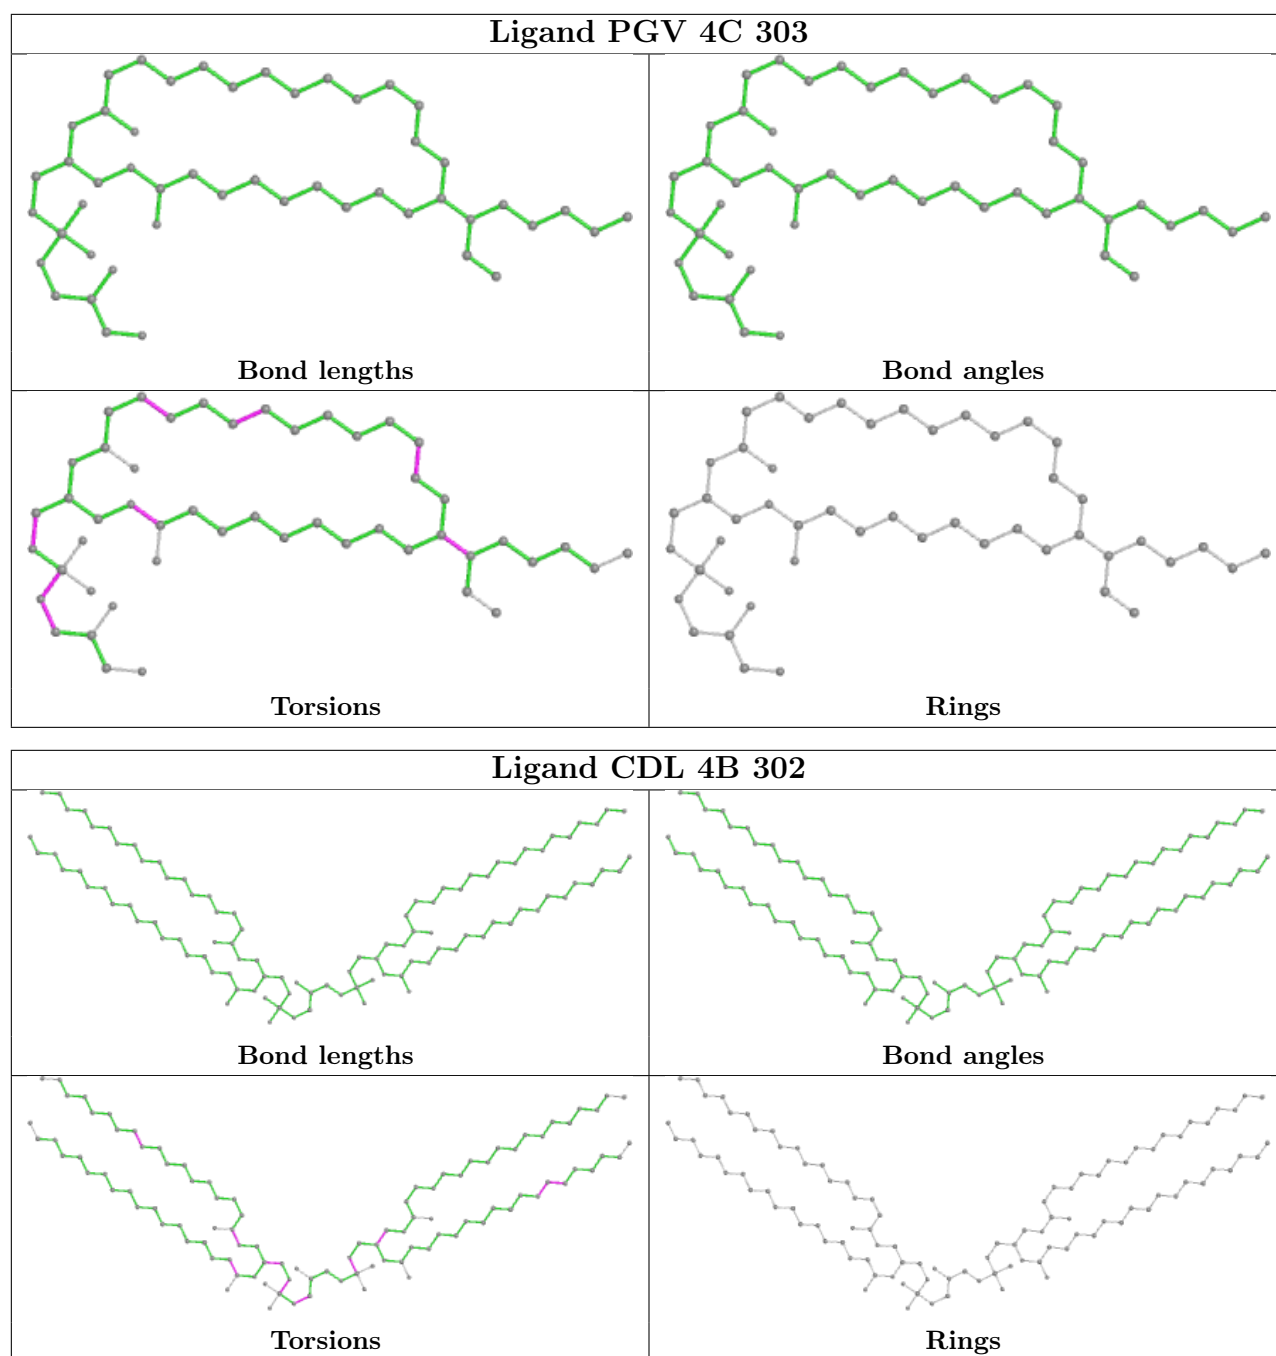 Ligand PGV 4C 303
Bond lengths
Bond angles
Torsions
Rings
Ligand CDL 4B 302
Bond lengths
Bond angles
Torsions
Rings